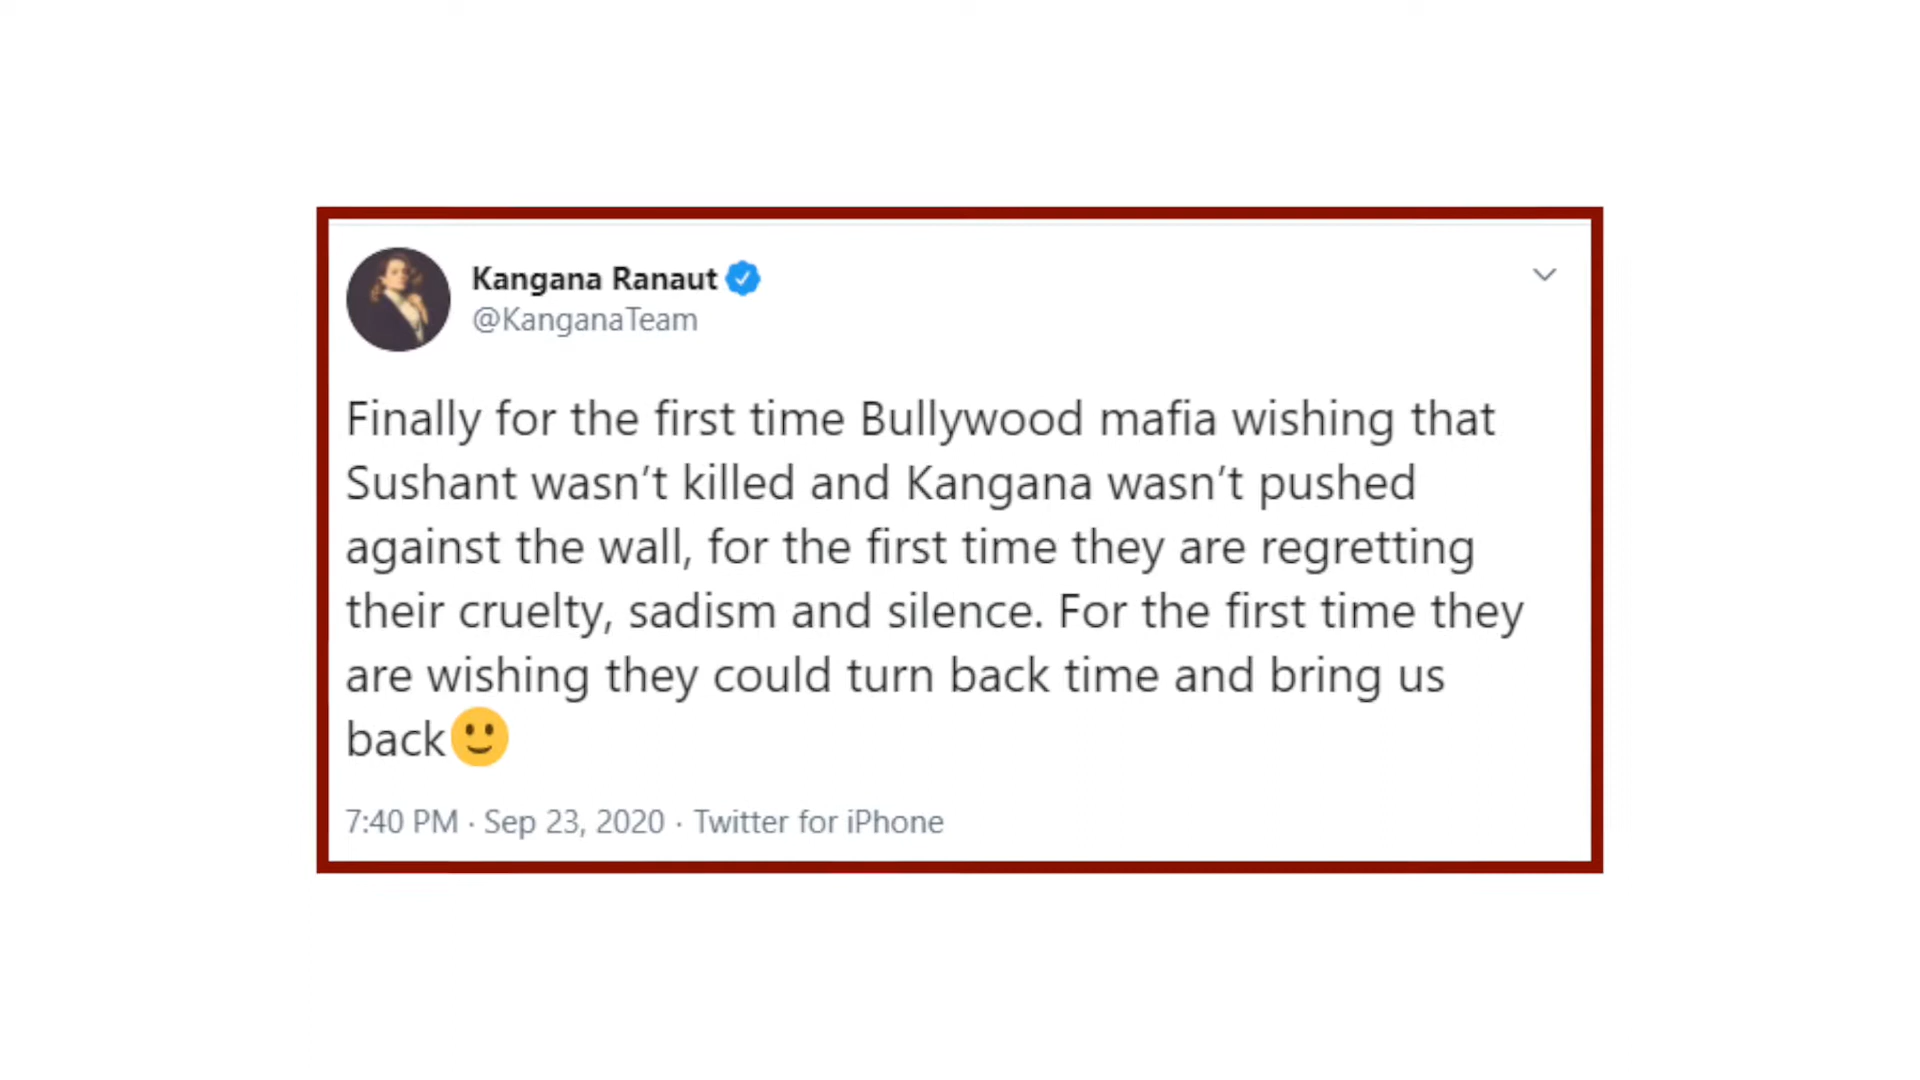 Kangana Ranaut
@KanganaTeam
Finally for the first time Bullywood mafia wishing that
Sushant wasn’t killed and Kangana wasn’t pushed
against the wall, for the first time they are regretting
their cruelty, sadism and silence. For the first time they
are wishing they could turn back time and bring us
back🙂
7:40 PM · Sep 23, 2020 · Twitter for iPhone